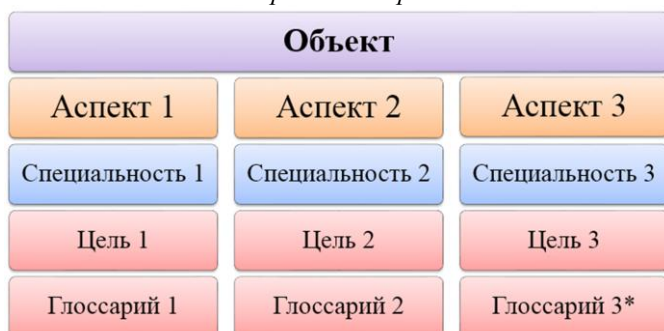 Объект
Аспект 1 Аспект 2 Аспект 3
Специальность 1 Специальность 2 Специальность 3
Цель 1 Цель 2 Цель 3
Глоссарий 1 Глоссарий 2 Глоссарий 3*